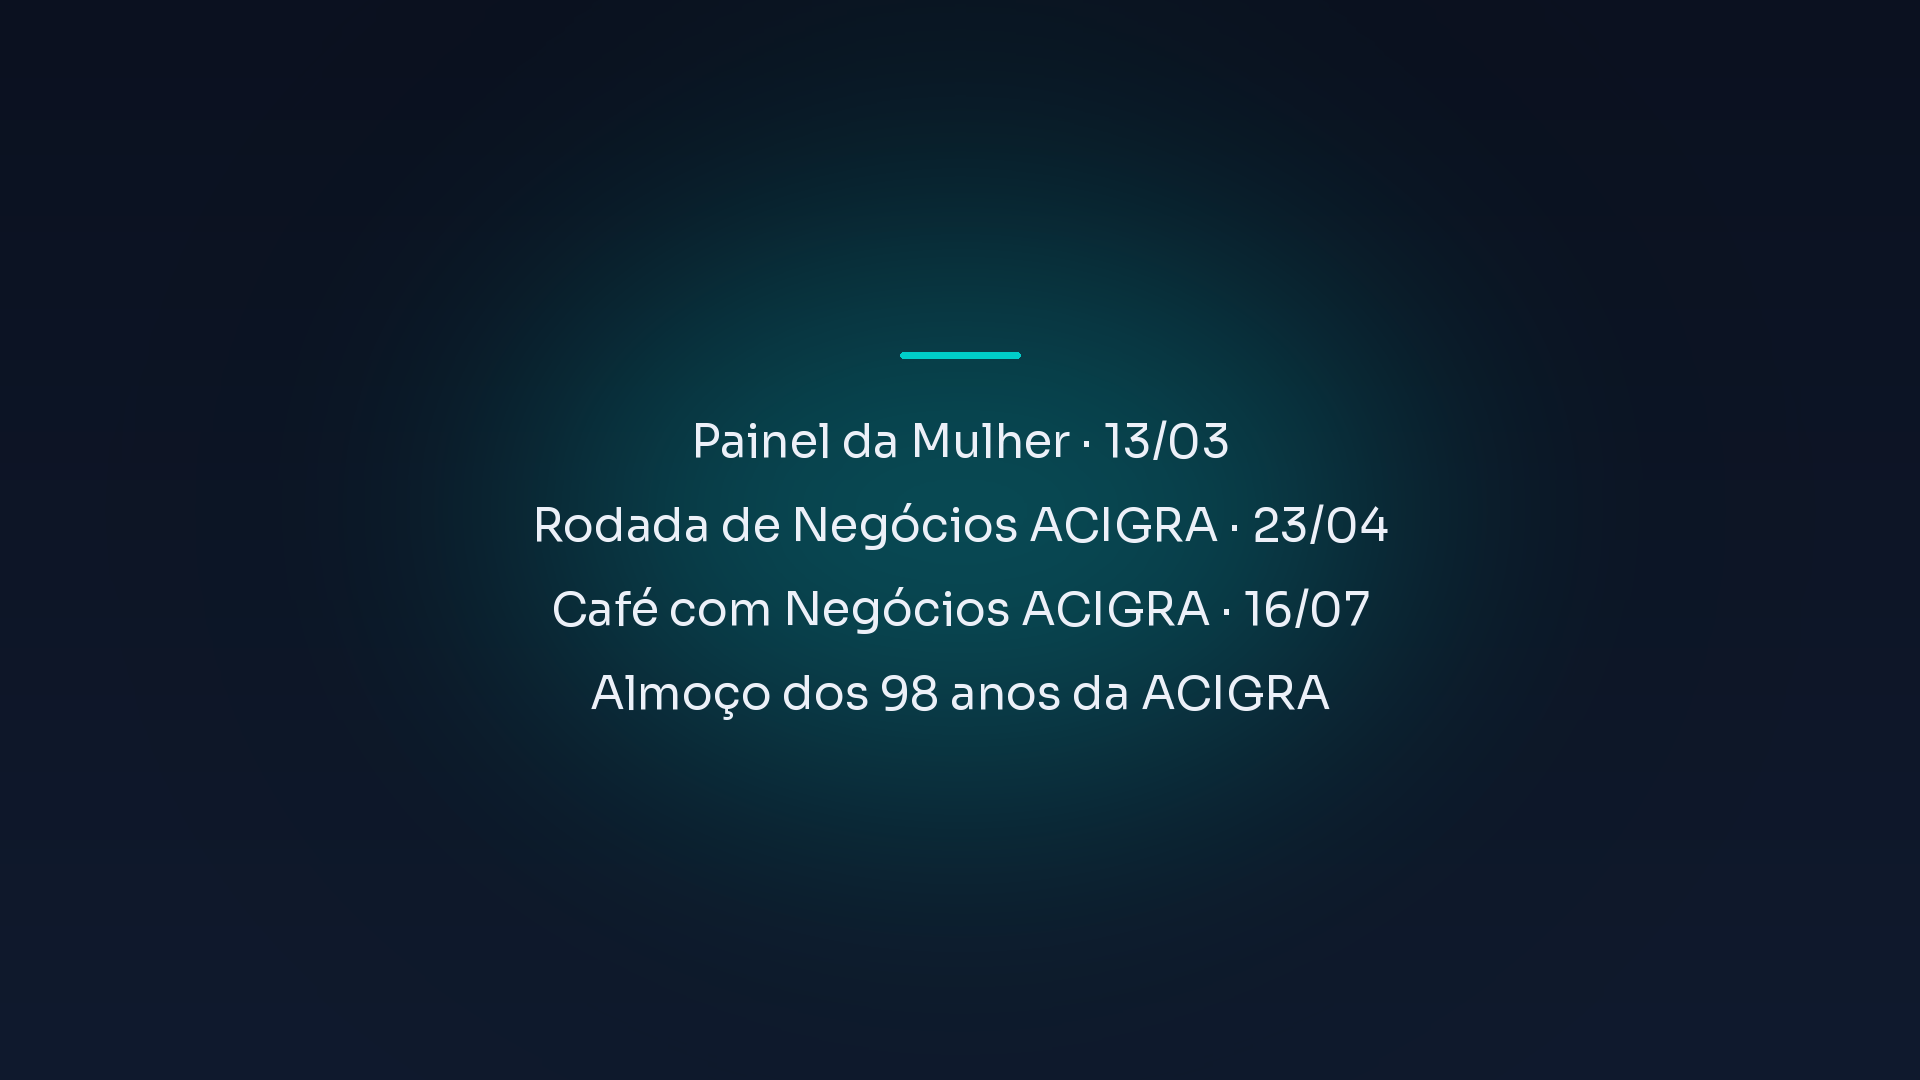 Painel da Mulher · 13/03
Rodada de Negócios ACIGRA · 23/04
Café com Negócios ACIGRA · 16/07
Almoço dos 98 anos da ACIGRA